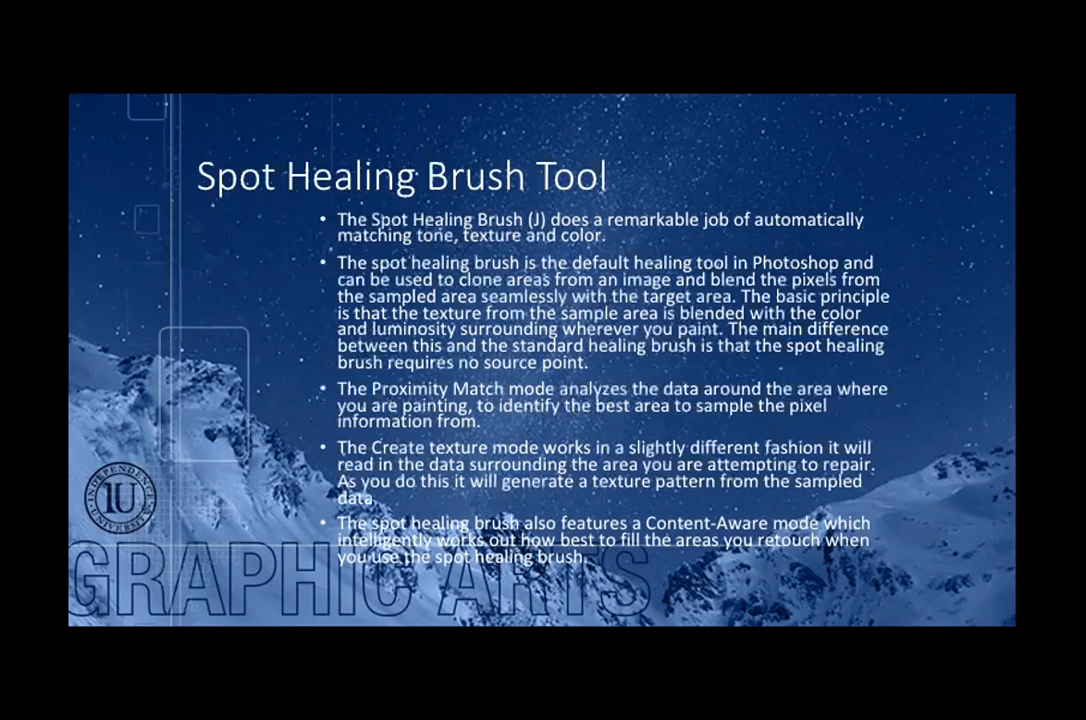 Spot Healing Brush Tool
• The Spot Healing Brush (J) does a remarkable job of automatically
matching tone, texture and color.
• The spot healing brush is the default healing tool in Photoshop and
can be used to clone areas from an image and blend the pixels from
the sampled area seamlessly with the target area. The basic principle
is that the texture from the sample area is blended with the color
and luminosity surrounding wherever you paint. The main difference
between this and the standard healing brush is that the spot healing
brush requires no source point.
• The Proximity Match mode analyzes the data around the area where
you are painting, to identify the best area to sample the pixel
information from.
• The Create texture mode works in a slightly different fashion it will
read in the data surrounding the area you are attempting to repair.
As you do this it will generate a texture pattern from the sampled
data.
• The spot healing brush also features a Content-Aware mode which
intelligently works out how best to fill the areas you retouch when
you use the spot healing brush.
INDEPENDENCE
IU
UNIVERSITY
GRAPHIC ARTS